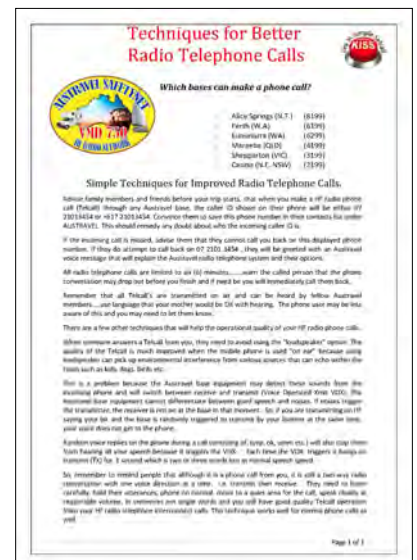 Techniques for Better
Radio Telephone Calls
KISS
AUSTRAVEL SAFETYNET
VMD 750
HF RADIO NETWORK
Which bases can make a phone call?
Alice Springs (N.T.) (6199)
Perth (W.A) (6399)
Kununurra (WA) (6299)
Mareeba (QLD) (4199)
Shepparton (VIC) (3199)
Casino (N.E. NSW) (2199)
Simple Techniques for Improved Radio Telephone Calls.
Advise family members and friends before your trip starts, that when you make a HF radio phone
call (Telcall) through any Austravel base, the caller ID shown on their phone will be either 07
21013454 or +617 21013454. Convince them to save this phone number in their contacts list under
AUSTRAVEL. This should remedy any doubt about who the incoming caller ID is.
If the incoming call is missed, advise them that they cannot call you back on this displayed phone
number. If they do attempt to call back on 07 2101 3454, they will be greeted with an Austravel
voice message that will explain the Austravel radio telephone system and their options.
All radio telephone calls are limited to six (6) minutes........warn the called person that the phone
conversation may drop out before you finish and if need be you will immediately call them back.
Remember that all Telcall's are transmitted on air and can be heard by fellow Austravel
members....use language that your mother would be OK with hearing. The phone user may be less
aware of this and you may need to let them know.
There are a few other techniques that will help the operational quality of your HF radio phone calls.
When someone answers a Telcall from you, they need to avoid using the "loudspeaker" option. The
quality of the Telcall is much improved when the mobile phone is used "on ear" because using
loudspeaker can pick up environmental interference from various sources that can echo within the
room such as kids, dogs, birds etc.
This is a problem because the Austravel base equipment may detect these sounds from the
incoming phone and will switch between receive and transmit (Voice Operated Xmit VOX). The
base equipment cannot differentiate between good speech and noises. If noises trigger
the transmitter, the receiver is not on at the base in that moment. So, if you are transmitting on HF
saying your bit and the base is randomly triggered to transmit by your listener at the same time,
your voice does not get to the phone.
Random voice replies on the phone during a call consisting of, yep, ok, umm etc.) will also stop them
from hearing all your speech because it triggers the VOX. Each time the VOX triggers it hangs on
transmit (TX) for 1 second which is two or three words lost at normal speech speed.
So, remember to remind people that although it is a phone call from you, it is still a two-way radio
conversation with one voice direction at a time. i.e. transmit then receive. They need to listen
carefully, hold their utterances, phone on normal, move to a quiet area for the call, speak clearly at
reasonable volume, in sentences not single words and you will have good quality Telcall operation
from your HF radio telephone interconnect calls. This technique works well for normal phone calls as
well.
Page 1 of 1